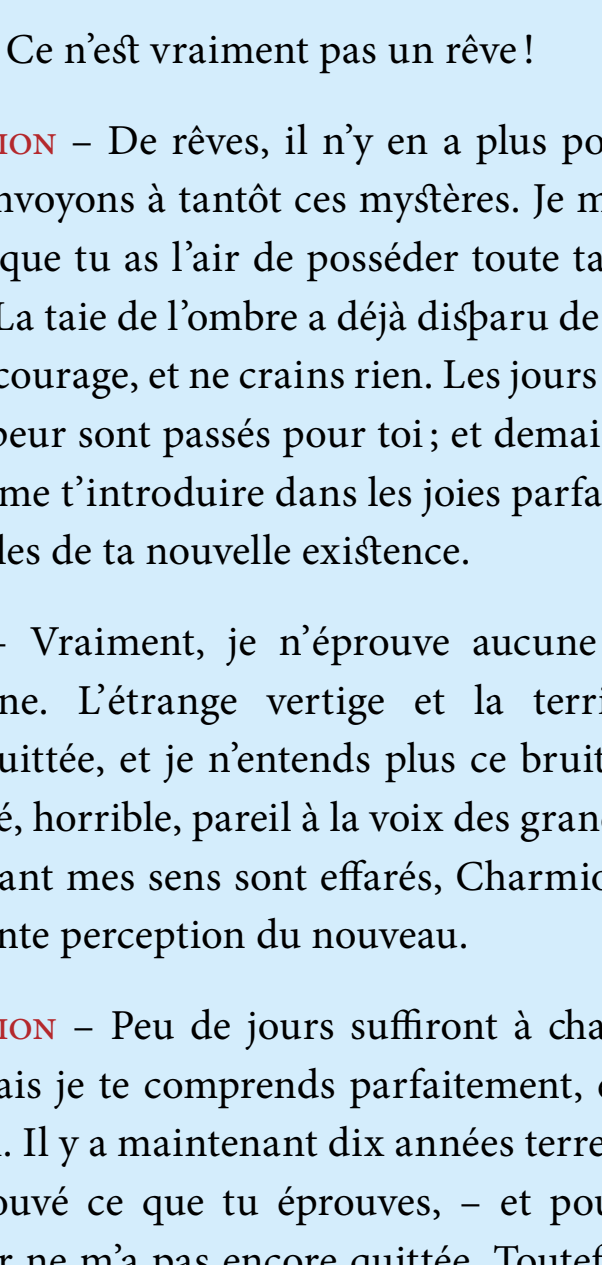 Ce n’est vraiment pas un rêve !
ION – De rêves, il n’y en a plus po
nvoyons à tantôt ces mystères. Je m
que tu as l’air de posséder toute ta
La taie de l’ombre a déjà disparu de
courage, et ne crains rien. Les jours
peur sont passés pour toi ; et demai
me t’introduire dans les joies parfa
les de ta nouvelle existence.
– Vraiment, je n’éprouve aucune
ne. L’étrange vertige et la terri
uittée, et je n’entends plus ce bruit
é, horrible, pareil à la voix des gran
ant mes sens sont effarés, Charmio
nte perception du nouveau.
ION – Peu de jours suffiront à cha
ais je te comprends parfaitement,
. Il y a maintenant dix années terre
ouvé ce que tu éprouves, – et pou
r ne m’a pas encore quittée. Toutef